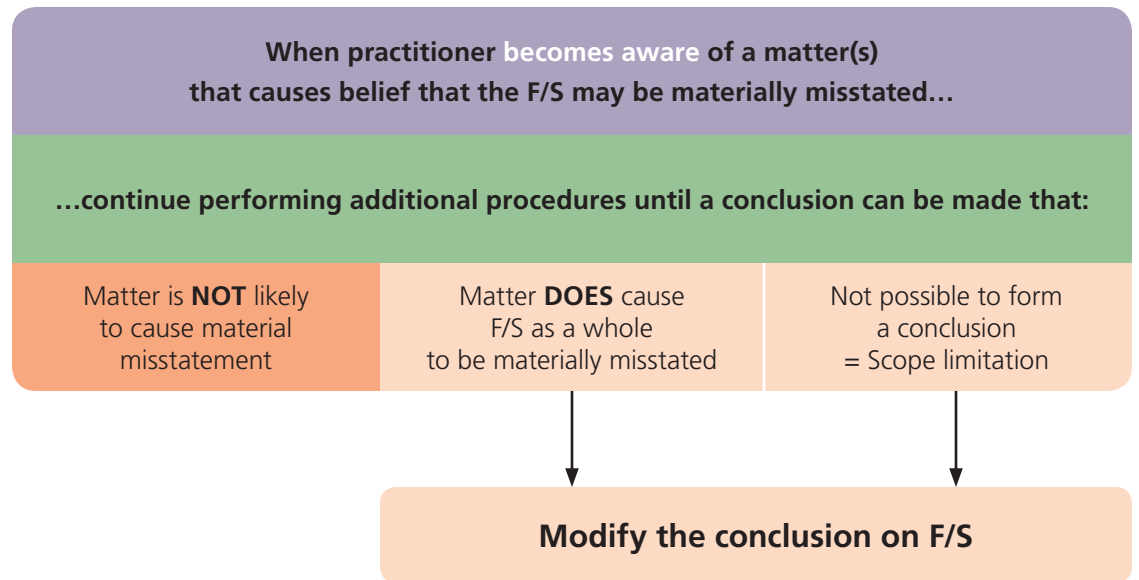 When practitioner becomes aware of a matter(s)
that causes belief that the F/S may be materially misstated...
...continue performing additional procedures until a conclusion can be made that:
Matter is NOT likely
to cause material
misstatement
Matter DOES cause
F/S as a whole
to be materially misstated
Not possible to form
a conclusion
= Scope limitation
Modify the conclusion on F/S